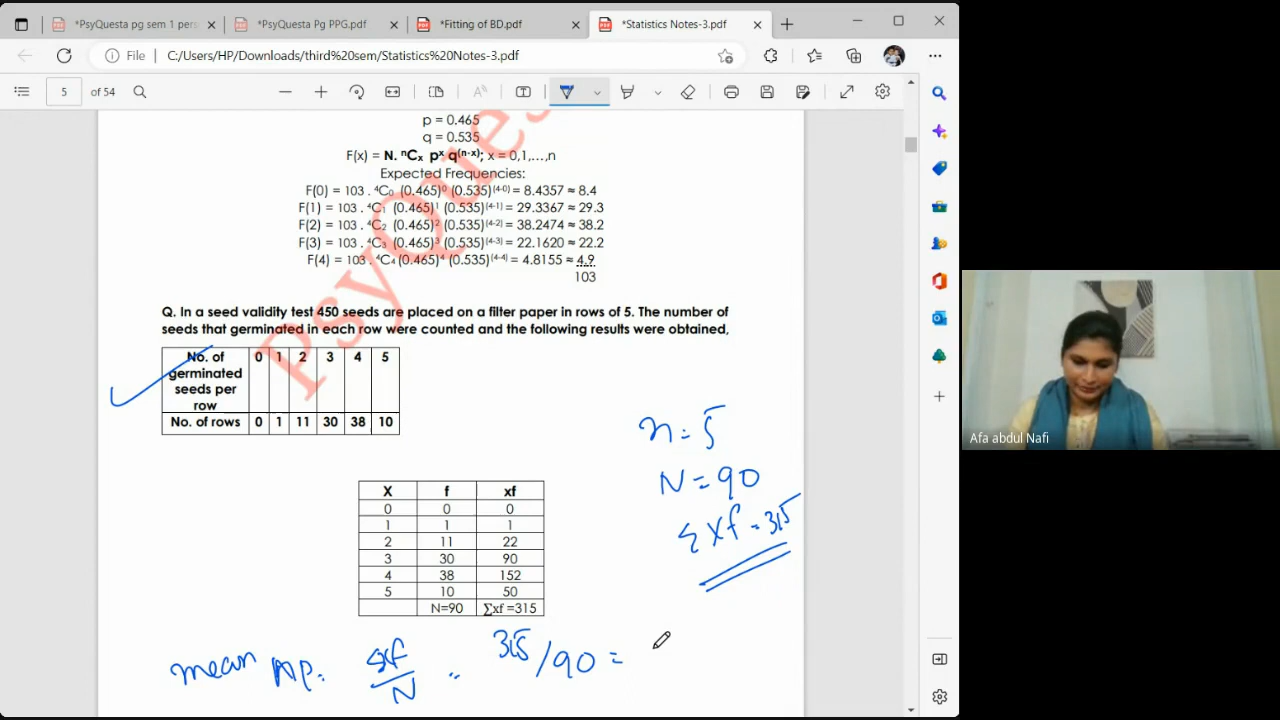 *PsyQuesta pg sem 1 pers
*PsyQuesta Pg PPG.pdf
*Fitting of BD.pdf
*Statistics Notes-3.pdf
File
C:/Users/HP/Downloads/third%20sem/Statistics%20Notes-3.pdf
5 of 54
p = 0.465
q = 0.535
F(x) = N. ⁿCₓ pˣ q⁽ⁿ⁻ˣ⁾; x = 0,1,...,n
Expected Frequencies:
F(0) = 103 . ⁴C₀ (0.465)⁰ (0.535)⁽⁴⁻⁰⁾ = 8.4357 ≈ 8.4
F(1) = 103 . ⁴C₁ (0.465)¹ (0.535)⁽⁴⁻¹⁾ = 29.3367 ≈ 29.3
F(2) = 103 . ⁴C₂ (0.465)² (0.535)⁽⁴⁻²⁾ = 38.2474 ≈ 38.2
F(3) = 103 . ⁴C₃ (0.465)³ (0.535)⁽⁴⁻³⁾ = 22.1620 ≈ 22.2
F(4) = 103 . ⁴C₄ (0.465)⁴ (0.535)⁽⁴⁻⁴⁾ = 4.8155 ≈ 4.9
103
PsyQues
Q. In a seed validity test 450 seeds are placed on a filter paper in rows of 5. The number of
seeds that germinated in each row were counted and the following results were obtained,
No. of germinated seeds per row 0 1 2 3 4 5
No. of rows 0 1 11 30 38 10
n = 5
N = 90
Σxf = 315
X f xf
0 0 0
1 1 1
2 11 22
3 30 90
4 38 152
5 10 50
N=90 ∑xf =315
mean np = Σxf/N = 315/90 =
Afa abdul Nafi